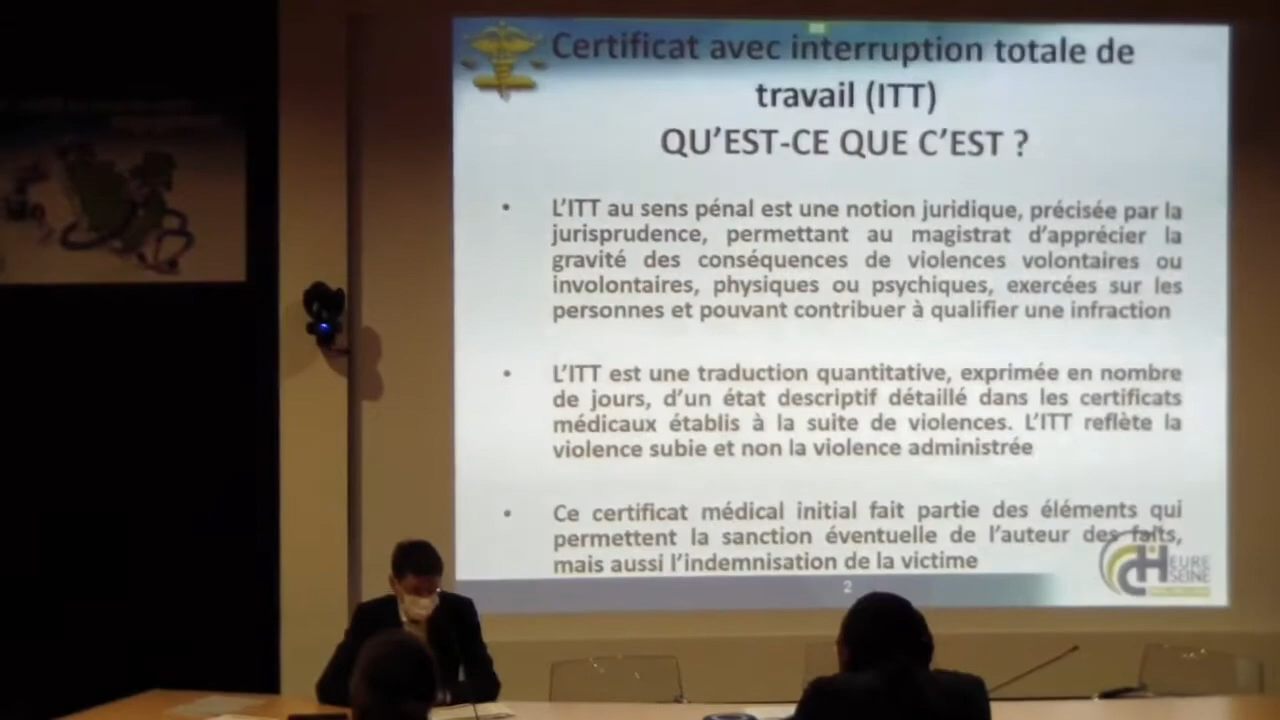 Certificat avec interruption totale de
travail (ITT)
QU'EST-CE QUE C'EST ?
• L'ITT au sens pénal est une notion juridique, précisée par la
jurisprudence, permettant au magistrat d'apprécier la
gravité des conséquences de violences volontaires ou
involontaires, physiques ou psychiques, exercées sur les
personnes et pouvant contribuer à qualifier une infraction
• L'ITT est une traduction quantitative, exprimée en nombre
de jours, d'un état descriptif détaillé dans les certificats
médicaux établis à la suite de violences. L'ITT reflète la
violence subie et non la violence administrée
• Ce certificat médical initial fait partie des éléments qui
permettent la sanction éventuelle de l'auteur des faits,
mais aussi l'indemnisation de la victime
2
CH
EURE
SEINE